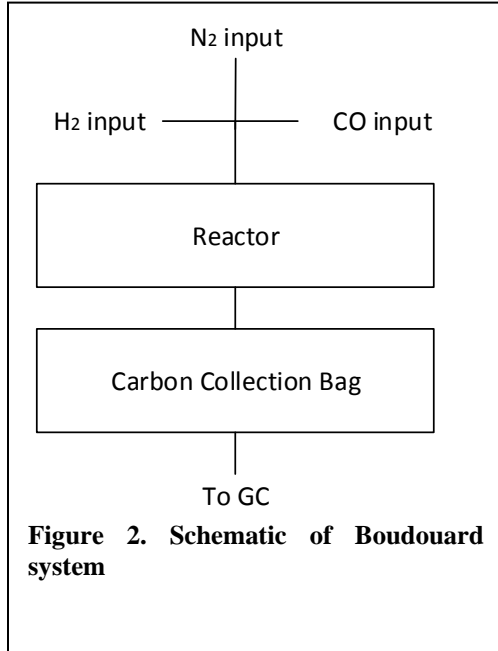 N2 input
H2 input CO input
Reactor
Carbon Collection Bag
To GC
Figure 2. Schematic of Boudouard
system